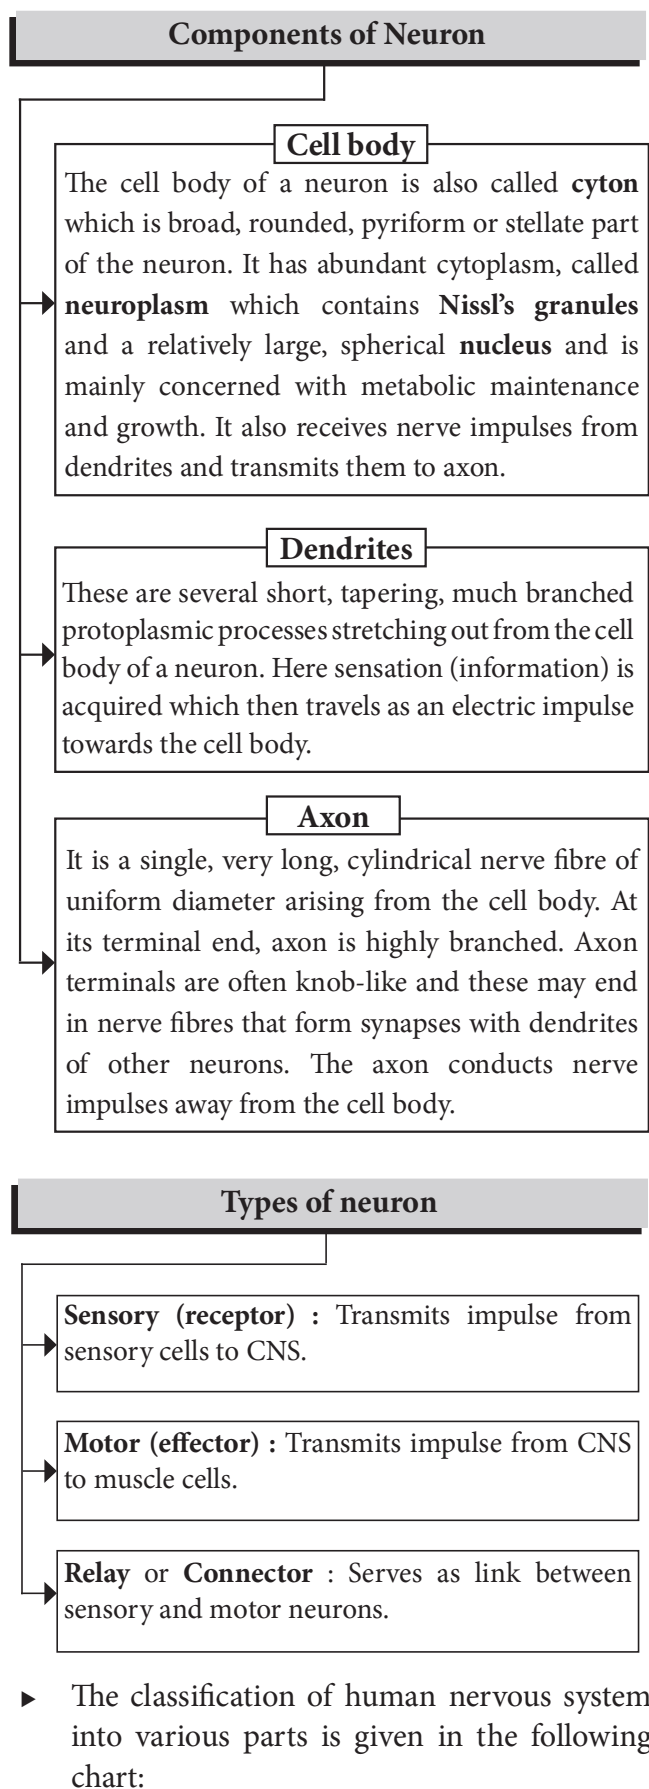 Components of Neuron
Cell body
The cell body of a neuron is also called cyton
which is broad, rounded, pyriform or stellate part
of the neuron. It has abundant cytoplasm, called
neuroplasm which contains Nissl's granules
and a relatively large, spherical nucleus and is
mainly concerned with metabolic maintenance
and growth. It also receives nerve impulses from
dendrites and transmits them to axon.
Dendrites
These are several short, tapering, much branched
protoplasmic processes stretching out from the cell
body of a neuron. Here sensation (information) is
acquired which then travels as an electric impulse
towards the cell body.
Axon
It is a single, very long, cylindrical nerve fibre of
uniform diameter arising from the cell body. At
its terminal end, axon is highly branched. Axon
terminals are often knob-like and these may end
in nerve fibres that form synapses with dendrites
of other neurons. The axon conducts nerve
impulses away from the cell body.
Types of neuron
Sensory (receptor) : Transmits impulse from
sensory cells to CNS.
Motor (effector) : Transmits impulse from CNS
to muscle cells.
Relay or Connector : Serves as link between
sensory and motor neurons.
The classification of human nervous system
into various parts is given in the following
chart: